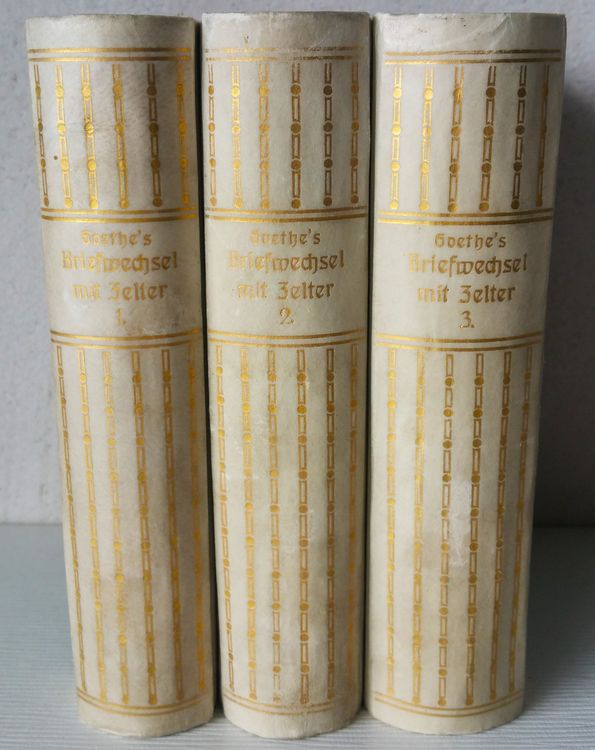 Goethe's
Briefwechsel
mit Zelter
1.
Goethe's
Briefwechsel
mit Zelter
2.
Goethe's
Briefwechsel
mit Zelter
3.